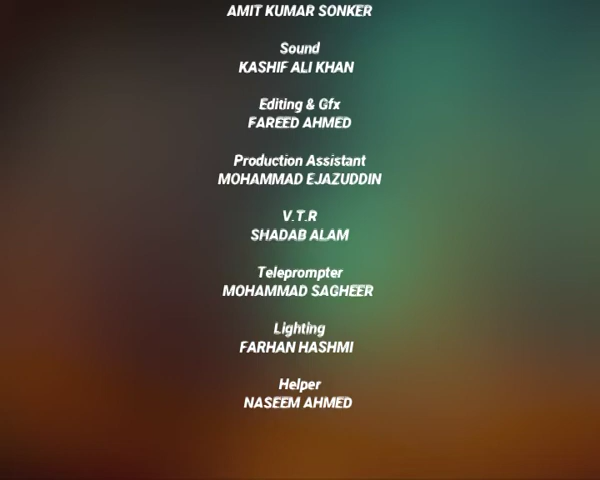 AMIT KUMAR SONKER
Sound
KASHIF ALI KHAN
Editing & Gfx
FAREED AHMED
Production Assistant
MOHAMMAD EJAZUDDIN
V.T.R
SHADAB ALAM
Teleprompter
MOHAMMAD SAGHEER
Lighting
FARHAN HASHMI
Helper
NASEEM AHMED